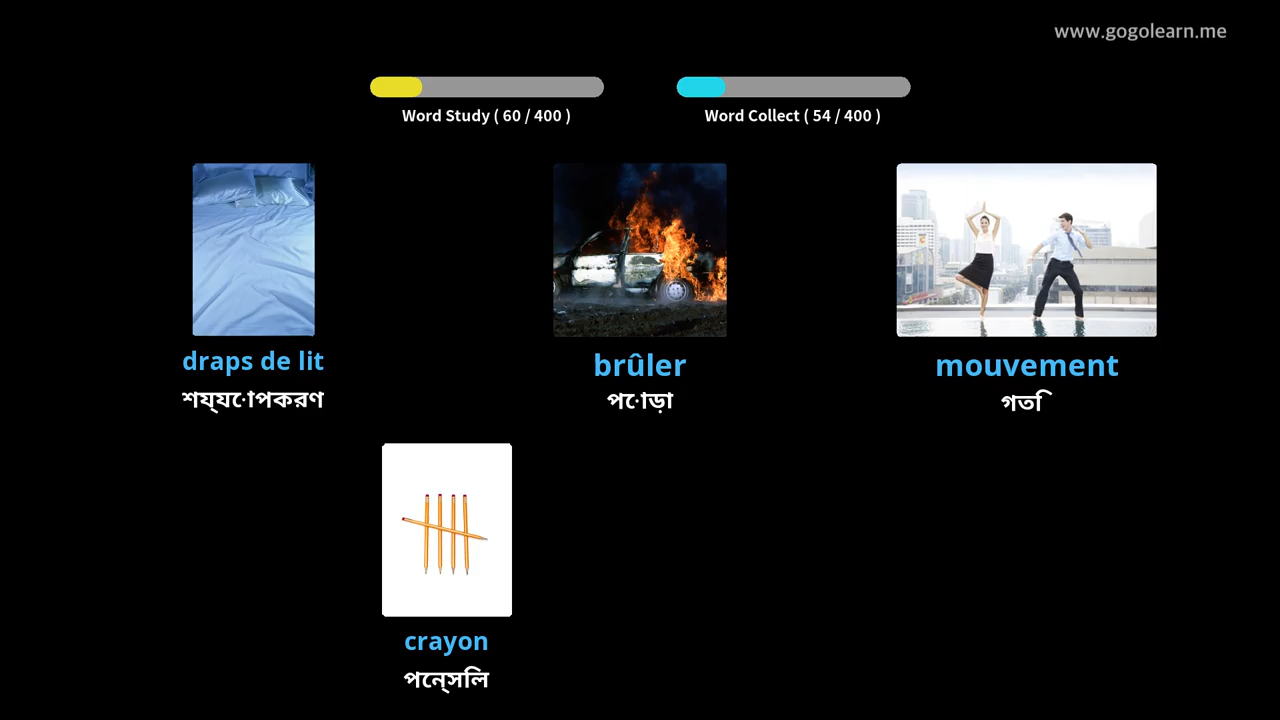 www.gogolearn.me
Word Study ( 60 / 400 )
Word Collect ( 54 / 400 )
draps de lit
শয্যোপকরণ
brûler
পোড়া
mouvement
গতি
crayon
পেন্সিল